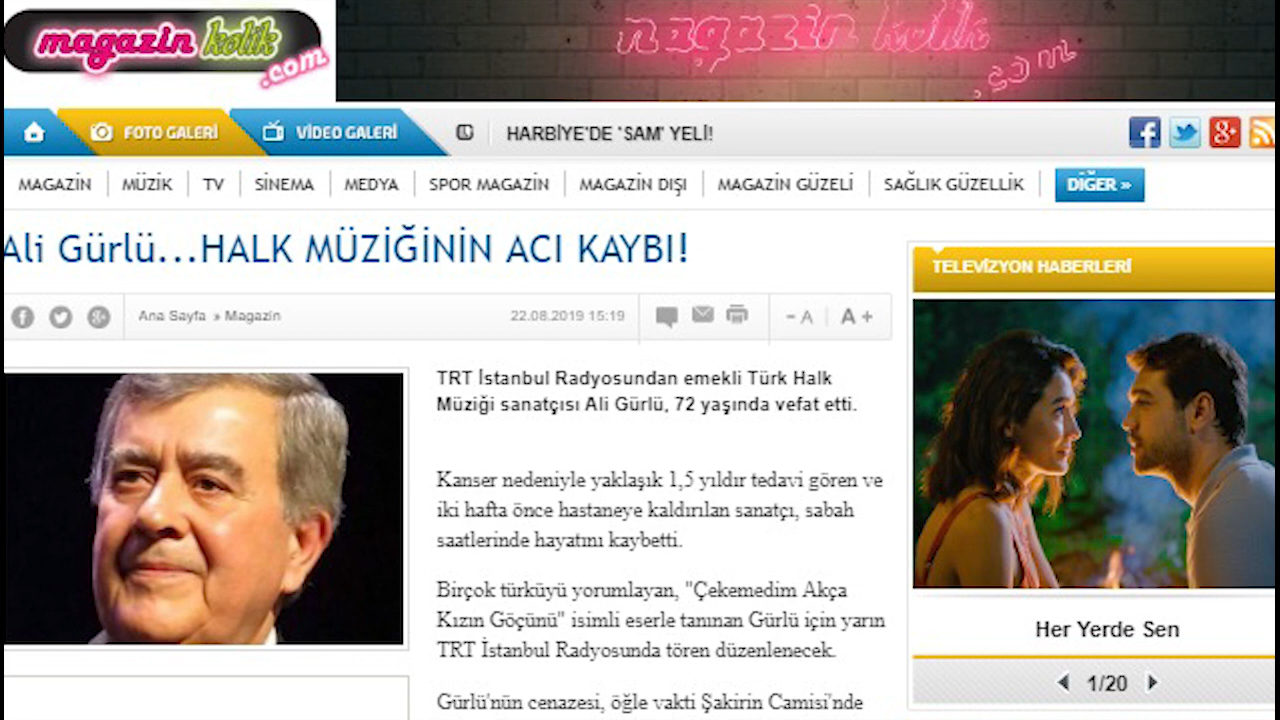 magazin kolik
.com
magazin kolik
.com
FOTO GALERİ
VİDEO GALERİ
HARBİYE'DE 'SAM' YELİ!
MAGAZİN
MÜZİK
TV
SİNEMA
MEDYA
SPOR MAGAZİN
MAGAZİN DIŞI
MAGAZİN GÜZELİ
SAĞLIK GÜZELLİK
DİĞER »
Ali Gürlü...HALK MÜZİĞİNİN ACI KAYBI!
Ana Sayfa » Magazin
22.08.2019 15:19
- A
A +
TRT İstanbul Radyosundan emekli Türk Halk
Müziği sanatçısı Ali Gürlü, 72 yaşında vefat etti.
Kanser nedeniyle yaklaşık 1,5 yıldır tedavi gören ve
iki hafta önce hastaneye kaldırılan sanatçı, sabah
saatlerinde hayatını kaybetti.
Birçok türküyü yorumlayan, "Çekemedim Akça
Kızın Göçünü" isimli eserle tanınan Gürlü için yarın
TRT İstanbul Radyosunda tören düzenlenecek.
Gürlü'nün cenazesi, öğle vakti Şakirin Camisi'nde
TELEVİZYON HABERLERİ
Her Yerde Sen
1/20